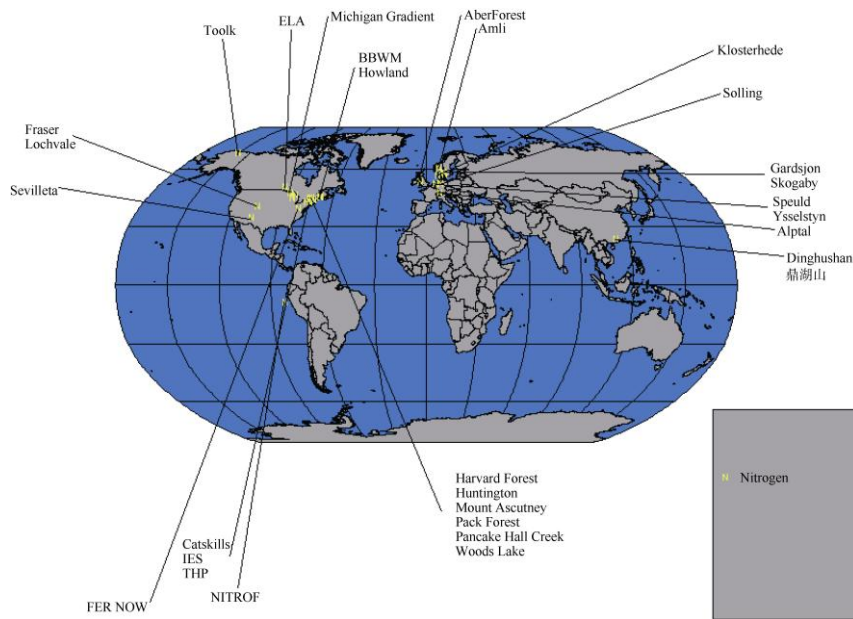 ELA
Michigan Gradient
AberForest
Amli
Toolk
BBWM
Howland
Klosterhede
Solling
Fraser
Lochvale
Sevilleta
Gardsjon
Skogaby
Speuld
Ysselstyn
Alptal
Dinghushan
鼎湖山
N Nitrogen
Harvard Forest
Huntington
Mount Ascutney
Pack Forest
Pancake Hall Creek
Woods Lake
Catskills
IES
THP
NITROF
FER NOW